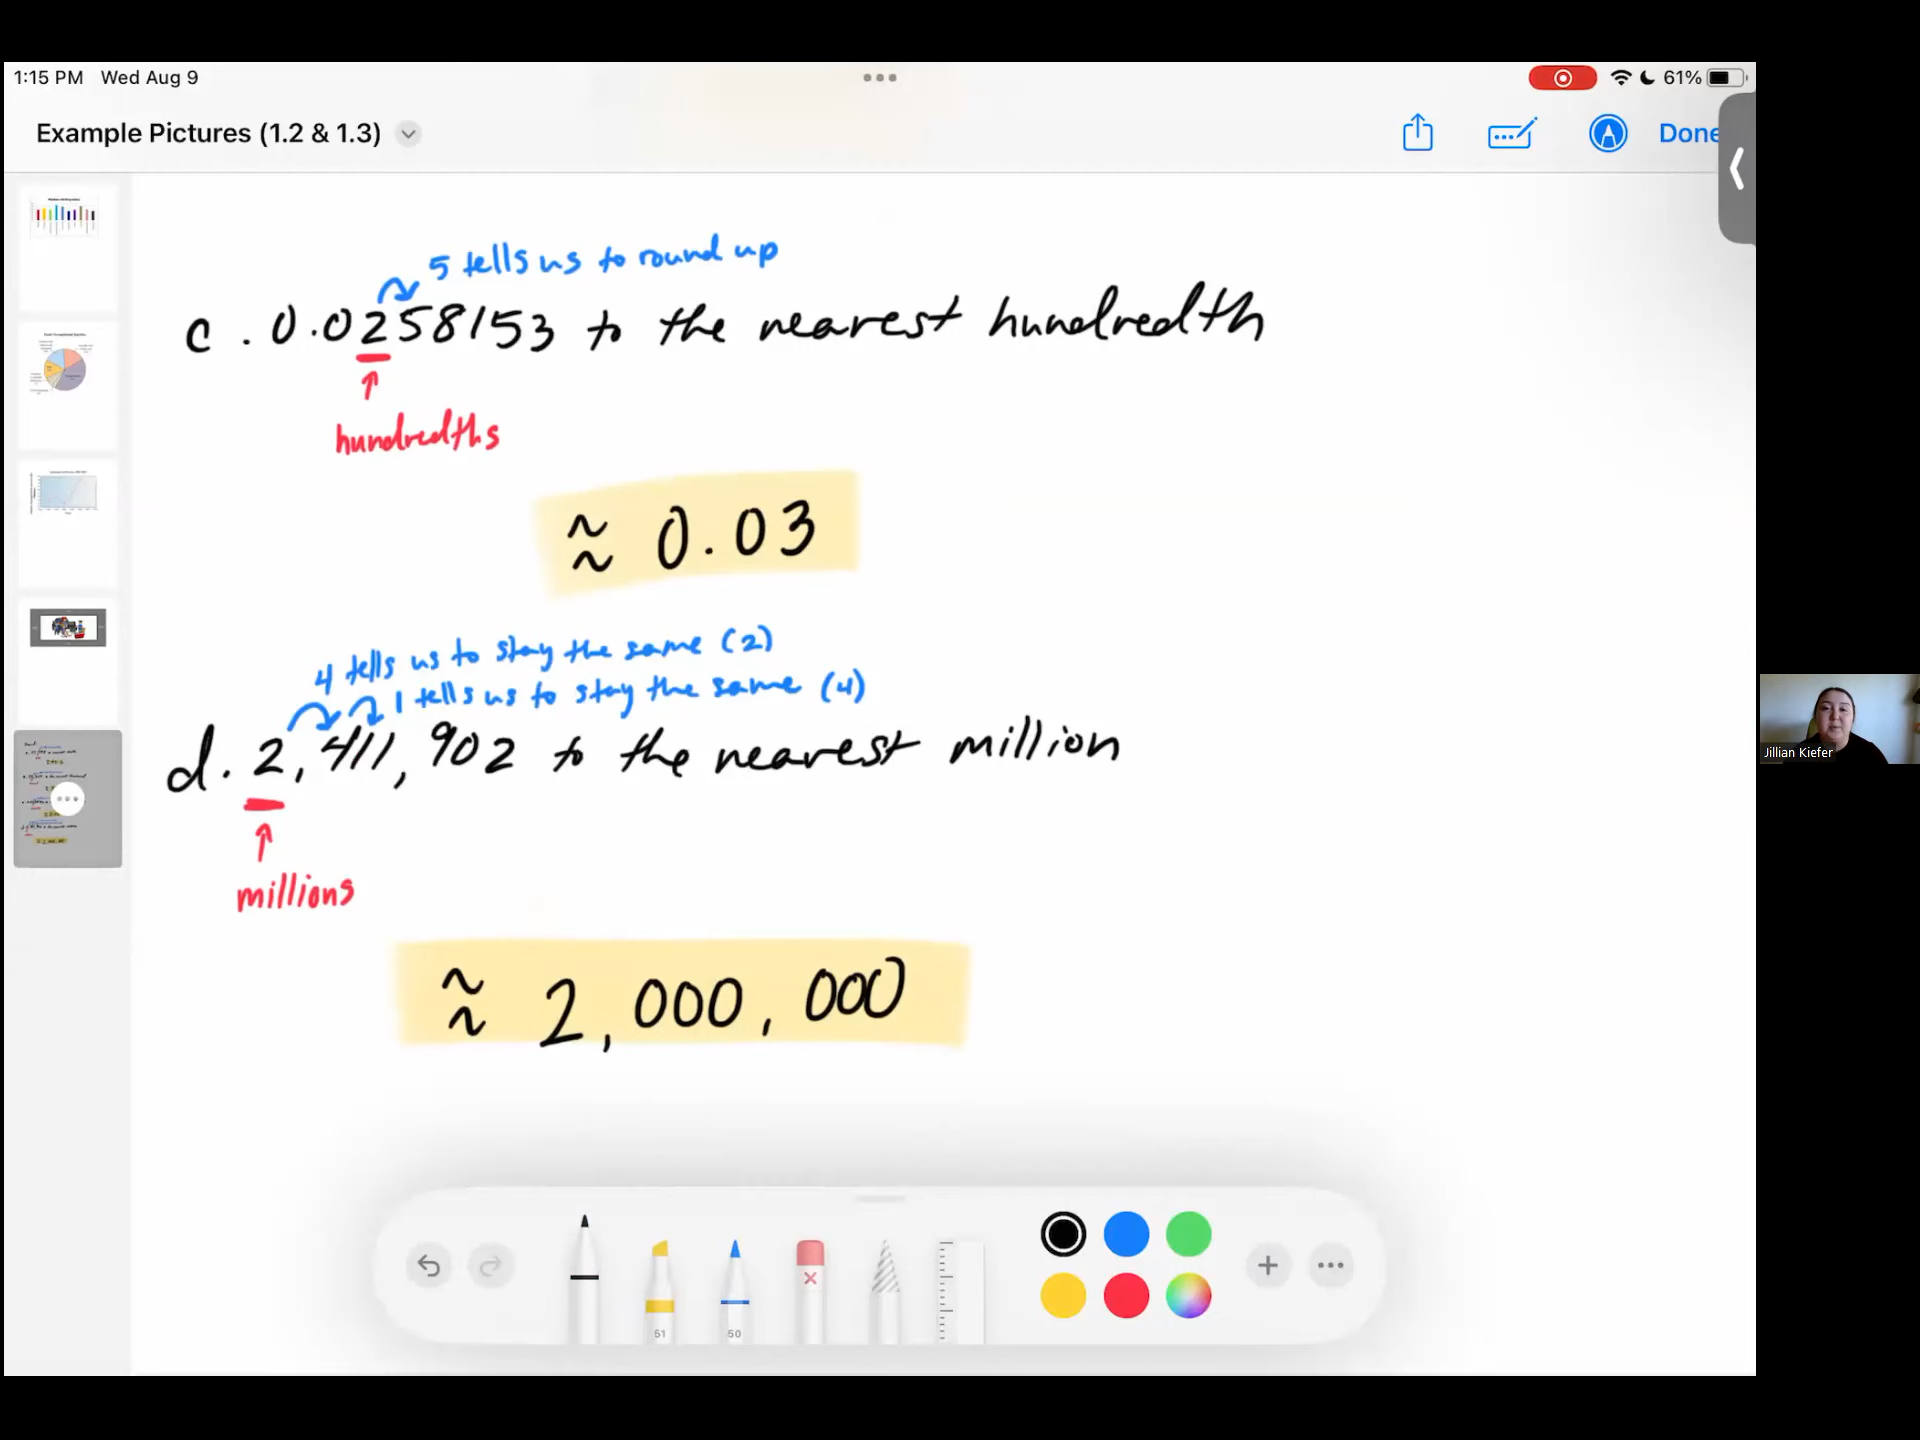 1:15 PM Wed Aug 9
61%
Example Pictures (1.2 & 1.3)
Done
5 tells us to round up
c. 0.0258153 to the nearest hundredth
hundredths
≈ 0.03
4 tells us to stay the same (2)
1 tells us to stay the same (4)
d. 2,411,902 to the nearest million
millions
≈ 2,000,000
51
50
Jillian Kiefer